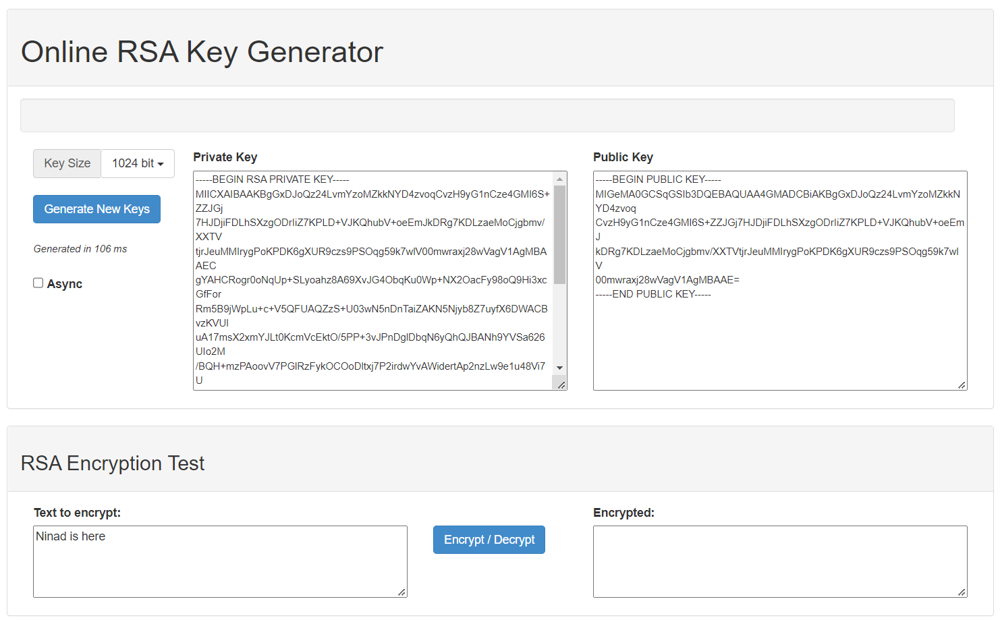 Online RSA Key Generator
Key Size 1024 bit
Generate New Keys
Generated in 106 ms
Async
Private Key
-----BEGIN RSA PRIVATE KEY-----
MIICXAIBAAKBgGxDJoQz24LvmYzoMZkkNYD4zvoqCvzH9yG1nCze4GMI6S+
ZZJGj
7HJDjiFDLhSXzgODrIiZ7KPLD+VJKQhubV+oeEmJkDRg7KDLzaeMoCjgbmv/
XXTV
tjrJeuMMIrygPoKPDK6gXUR9czs9PSOqg59k7wIV00mwraxj28wVagV1AgMBA
AEC
gYAHCRogr0oNqUp+SLyoahz8A69XvJG4ObqKu0Wp+NX2OacFy98oQ9Hi3xc
GfFor
Rm5B9jWpLu+c+V5QFUAQZzS+U03wN5nDnTaiZAKN5Njyb8Z7uyfX6DWACB
vzKVUI
uA17msX2xmYJLt0KcmVcEktO/5PP+3vJPnDglDbqN6yQhQJBANh9YVSa626
UIo2M
/BQH+mzPAoovV7PGlRzFykOCOoDltxj7P2irdwYvAWidertAp2nzLw9e1u48Vi7
U
Public Key
-----BEGIN PUBLIC KEY-----
MIGeMA0GCSqGSIb3DQEBAQUAA4GMADCBiAKBgGxDJoQz24LvmYzoMZkkN
YD4zvoq
CvzH9yG1nCze4GMI6S+ZZJGj7HJDjiFDLhSXzgODrIiZ7KPLD+VJKQhubV+oeEm
J
kDRg7KDLzaeMoCjgbmv/XXTVtjrJeuMMIrygPoKPDK6gXUR9czs9PSOqg59k7wI
V
00mwraxj28wVagV1AgMBAAE=
-----END PUBLIC KEY-----
RSA Encryption Test
Text to encrypt:
Ninad is here
Encrypt / Decrypt
Encrypted: